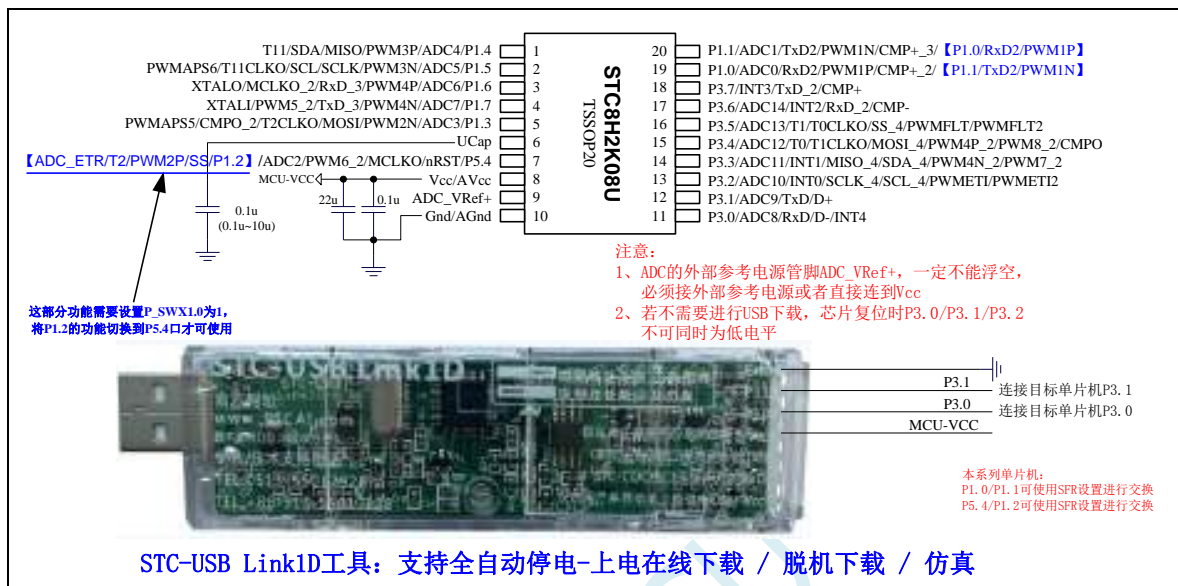 T11/SDA/MISO/PWM3P/ADC4/P1.4 1
PWMAPS6/T11CLKO/SCL/SCLK/PWM3N/ADC5/P1.5 2
XTALO/MCLKO_2/RxD_3/PWM4P/ADC6/P1.6 3
XTALI/PWM5_2/TxD_3/PWM4N/ADC7/P1.7 4
PWMAPS5/CMPO_2/T2CLKO/MOSI/PWM2N/ADC3/P1.3 5
UCap 6
【ADC_ETR/T2/PWM2P/SS/P1.2】/ADC2/PWM6_2/MCLKO/nRST/P5.4 7
MCU-VCC Vcc/AVcc 8
ADC_VRef+ 9
Gnd/AGnd 10
22u 0.1u
0.1u
(0.1u~10u)
STC8H2K08U
TSSOP20
20 P1.1/ADC1/TxD2/PWM1N/CMP+_3/【P1.0/RxD2/PWM1P】
19 P1.0/ADC0/RxD2/PWM1P/CMP+_2/【P1.1/TxD2/PWM1N】
18 P3.7/INT3/TxD_2/CMP+
17 P3.6/ADC14/INT2/RxD_2/CMP-
16 P3.5/ADC13/T1/T0CLKO/SS_4/PWMFLT/PWMFLT2
15 P3.4/ADC12/T0/T1CLKO/MOSI_4/PWM4P_2/PWM8_2/CMPO
14 P3.3/ADC11/INT1/MISO_4/SDA_4/PWM4N_2/PWM7_2
13 P3.2/ADC10/INT0/SCLK_4/SCL_4/PWMETI/PWMETI2
12 P3.1/ADC9/TxD/D+
11 P3.0/ADC8/RxD/D-/INT4
注意:
1、ADC的外部参考电源管脚ADC_VRef+，一定不能浮空，
必须接外部参考电源或者直接连到Vcc
2、若不需要进行USB下载，芯片复位时P3.0/P3.1/P3.2
不可同时为低电平
这部分功能需要设置P_SWX1.0为1，
将P1.2的功能切换到P5.4口才可使用
STC-USB Link1D
P3.1 连接目标单片机P3.1
P3.0 连接目标单片机P3.0
MCU-VCC
本系列单片机:
P1.0/P1.1可使用SFR设置进行交换
P5.4/P1.2可使用SFR设置进行交换
STC-USB Link1D工具: 支持全自动停电-上电在线下载 / 脱机下载 / 仿真